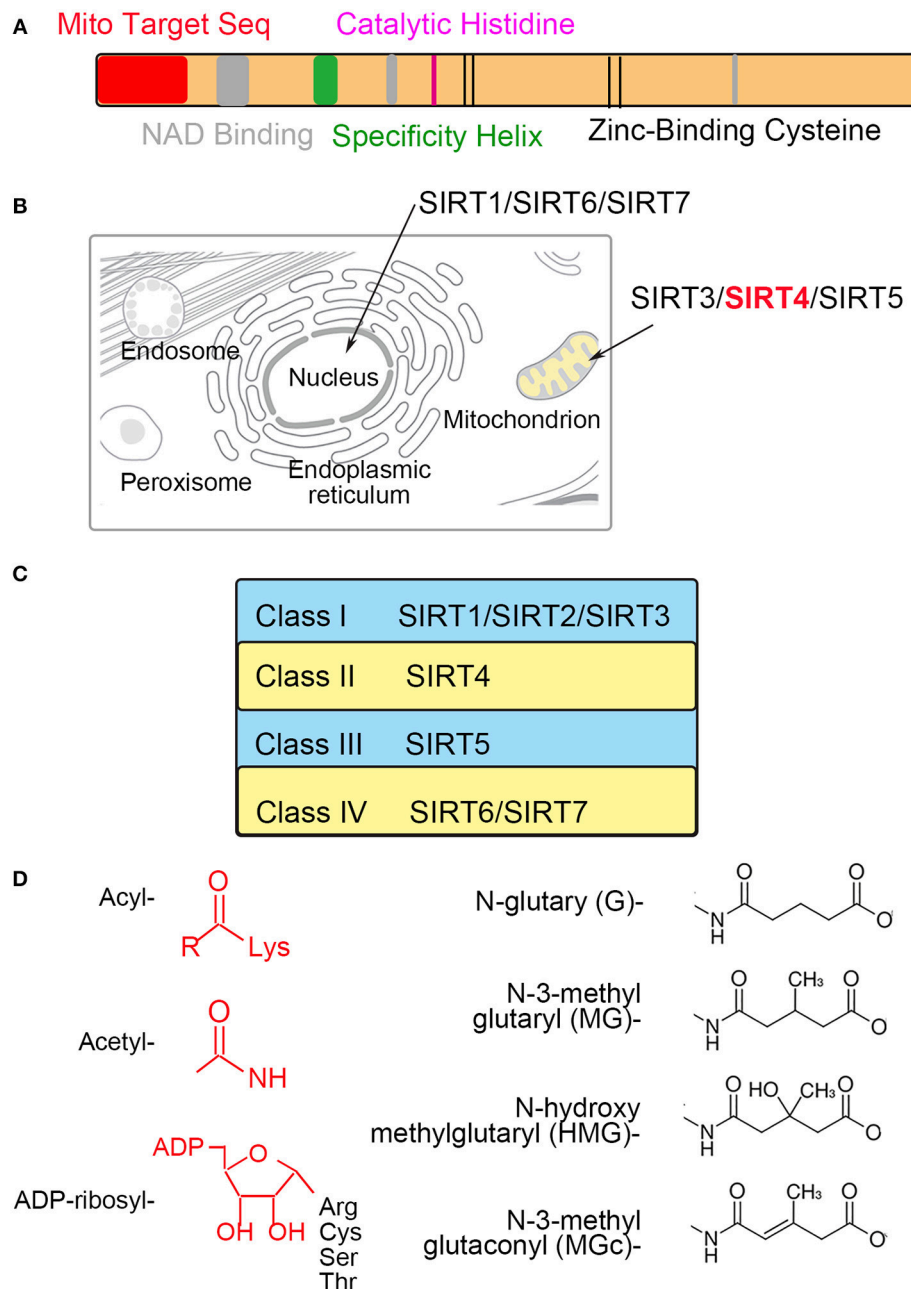 A
Mito Target Seq
Catalytic Histidine
NAD Binding
Specificity Helix
Zinc-Binding Cysteine
B
SIRT1/SIRT6/SIRT7
SIRT3/SIRT4/SIRT5
Endosome
Nucleus
Mitochondrion
Peroxisome
Endoplasmic
reticulum
C
Class I SIRT1/SIRT2/SIRT3
Class II SIRT4
Class III SIRT5
Class IV SIRT6/SIRT7
D
Acyl-
O
R
Lys
Acetyl-
O
NH
ADP-ribosyl-
ADP
O
OH
OH
Arg
Cys
Ser
Thr
N-glutary (G)-
O
O
N
H
O
N-3-methyl
glutaryl (MG)-
O
CH₃
O
N
H
O
N-hydroxy
methylglutaryl (HMG)-
O
HO
CH₃
O
N
H
O
N-3-methyl
glutaconyl (MGc)-
O
CH₃
O
N
H
O